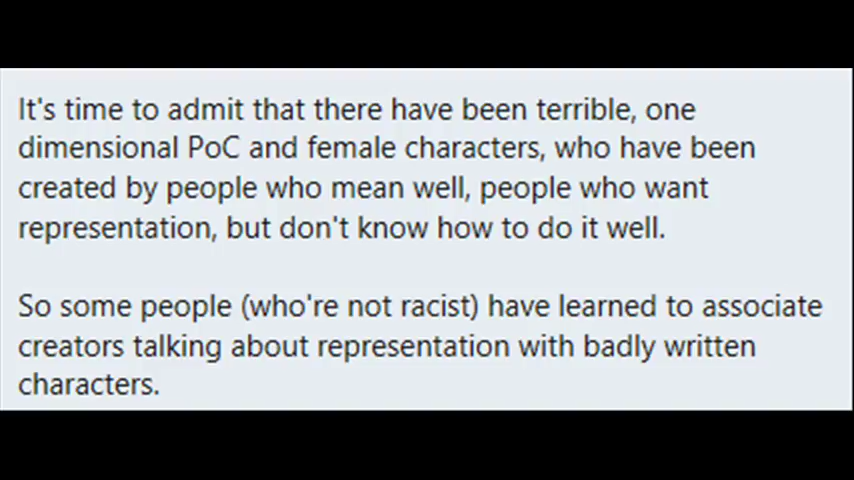 It's time to admit that there have been terrible, one
dimensional PoC and female characters, who have been
created by people who mean well, people who want
representation, but don't know how to do it well.
So some people (who're not racist) have learned to associate
creators talking about representation with badly written
characters.